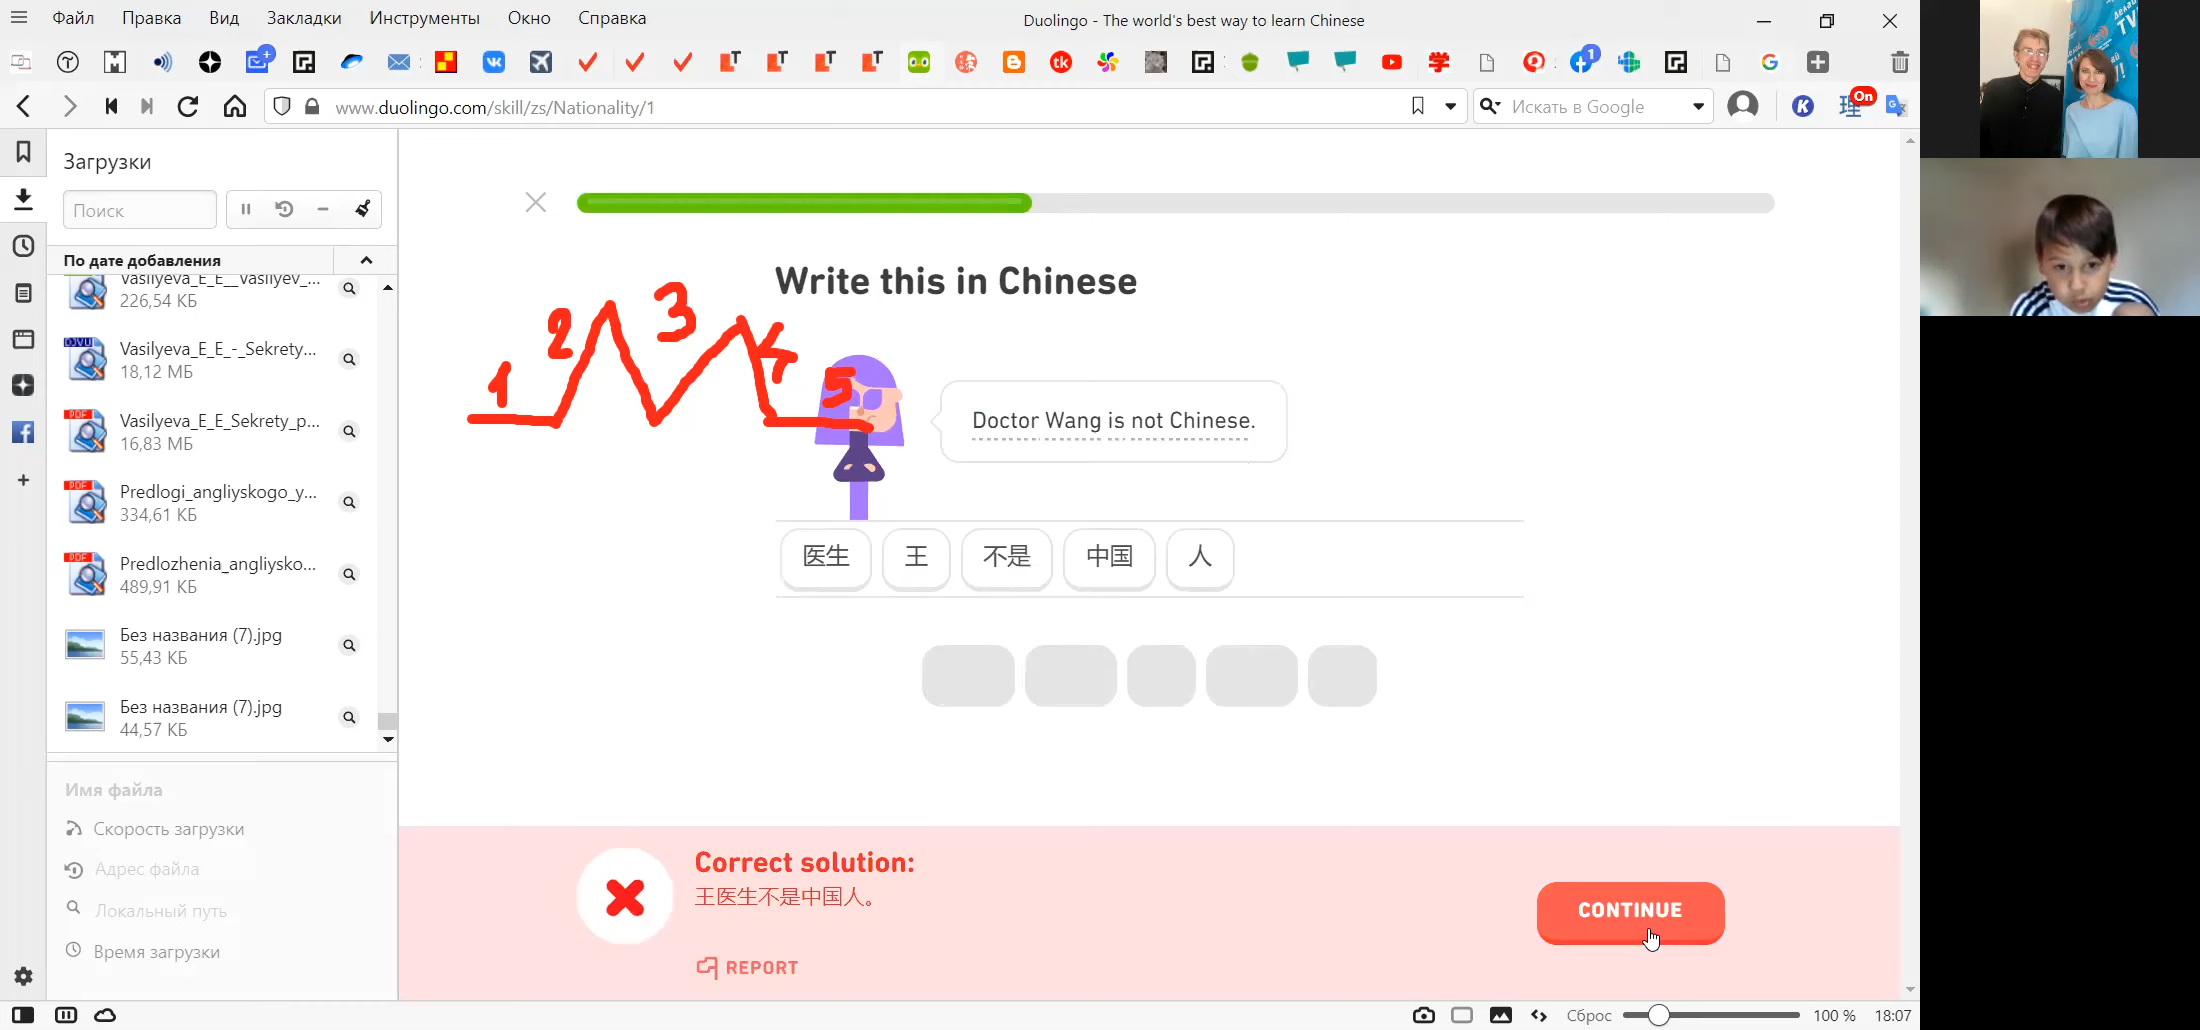 Файл Правка Вид Закладки Инструменты Окно Справка
Duolingo - The world's best way to learn Chinese
1
On
www.duolingo.com/skill/zs/Nationality/1
Искать в Google
Загрузки
Поиск
По дате добавления
Vasilyeva_E_E__Vasilyev_...
226,54 КБ
Vasilyeva_E_E_-_Sekrety...
18,12 МБ
Vasilyeva_E_E_Sekrety_p...
16,83 МБ
Predlogi_angliyskogo_y...
334,61 КБ
Predlozhenia_angliysko...
489,91 КБ
Без названия (7).jpg
55,43 КБ
Без названия (7).jpg
44,57 КБ
Имя файла
Скорость загрузки
Адрес файла
Локальный путь
Время загрузки
Write this in Chinese
1 2 3 4 5
Doctor Wang is not Chinese.
医生 王 不是 中国 人
Correct solution:
王医生不是中国人。
REPORT
CONTINUE
Сброс 100 % 18:07